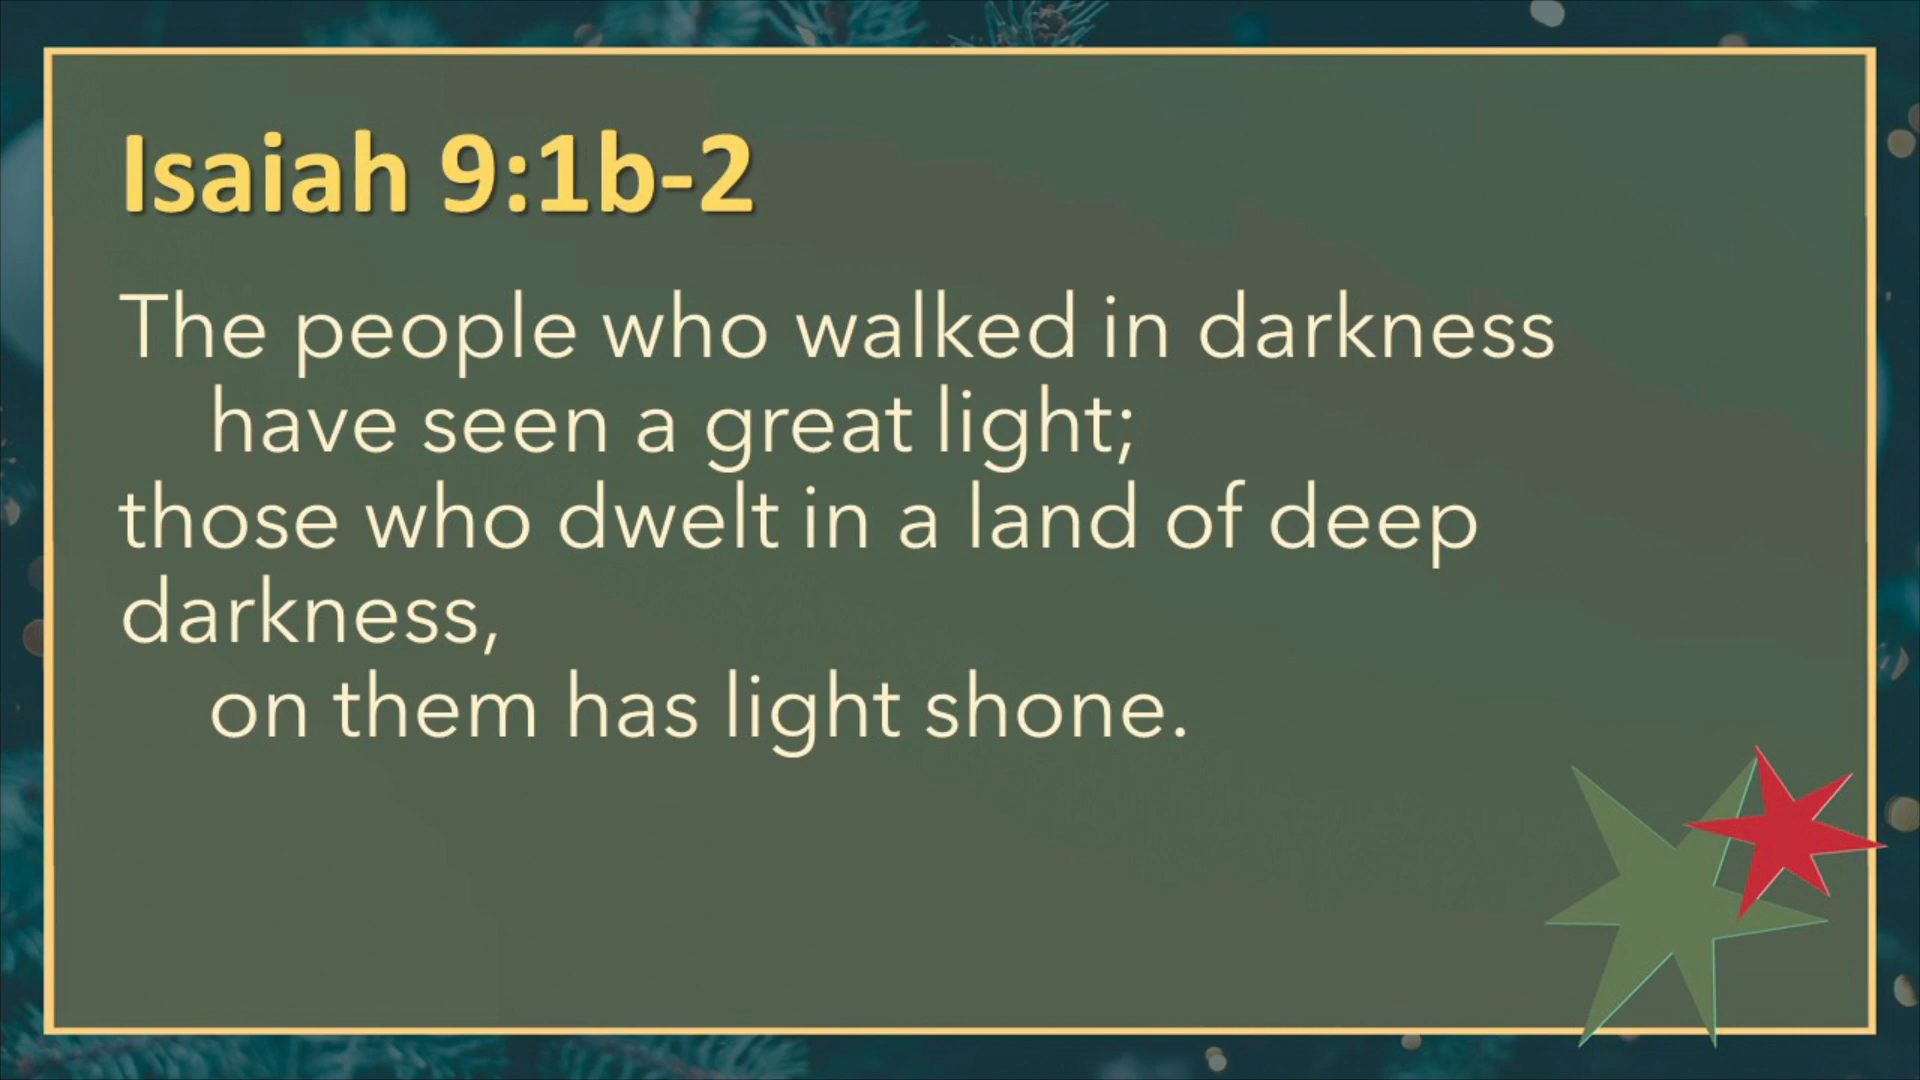 Isaiah 9:1b-2
The people who walked in darkness
have seen a great light;
those who dwelt in a land of deep
darkness,
on them has light shone.